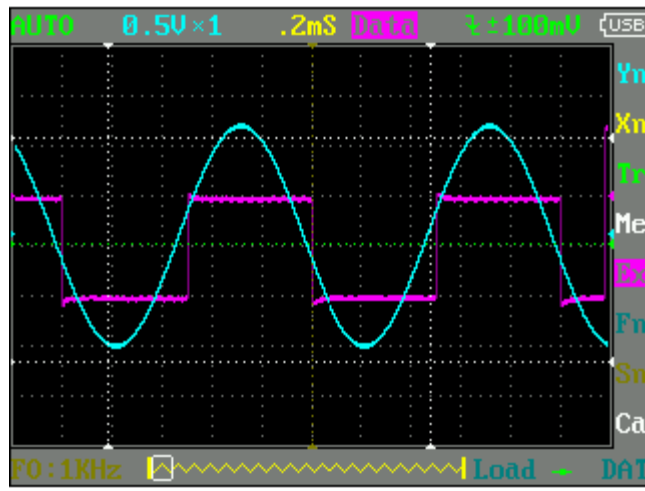 AUTO 0.5V×1 .2mS Data ±100mV USB
Yn
Xn
Tr
Me
Ex
Fn
Sn
Ca
FO:1KHz Load DAT